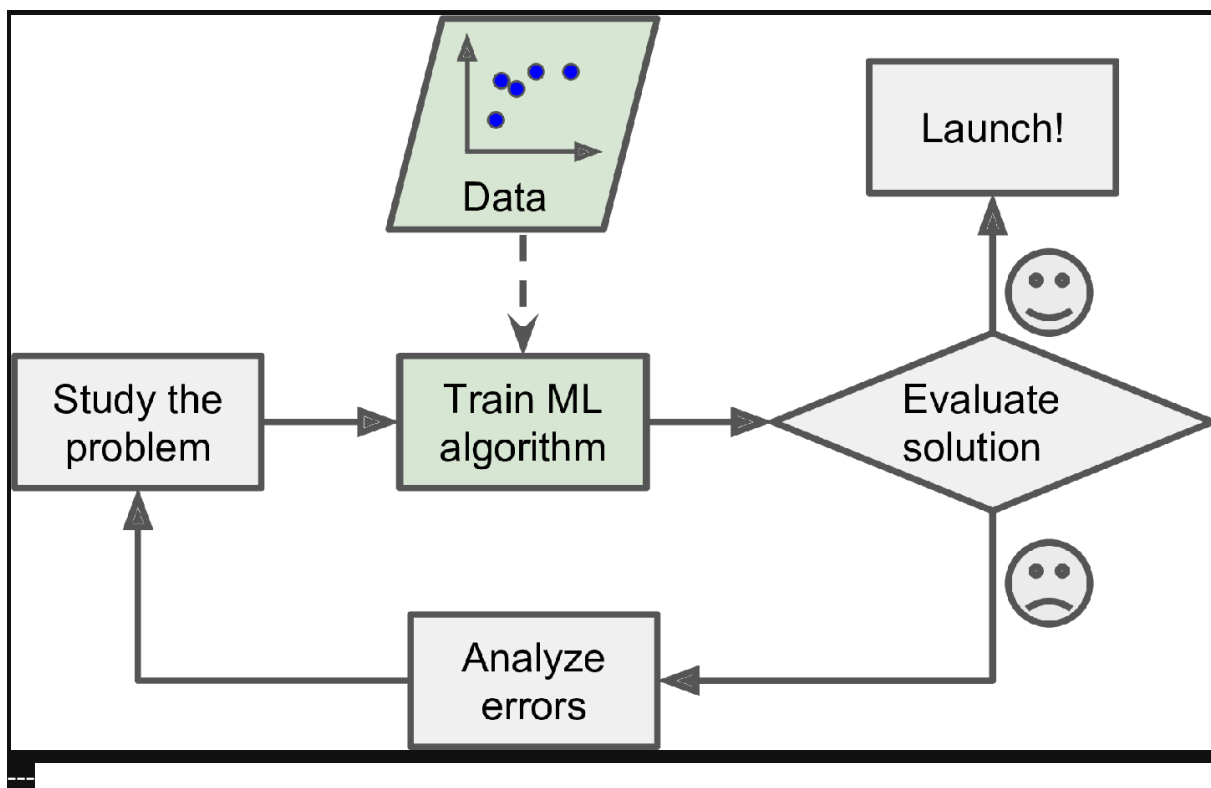 Data
Launch!
Study the
problem
Train ML
algorithm
Evaluate
solution
Analyze
errors
---